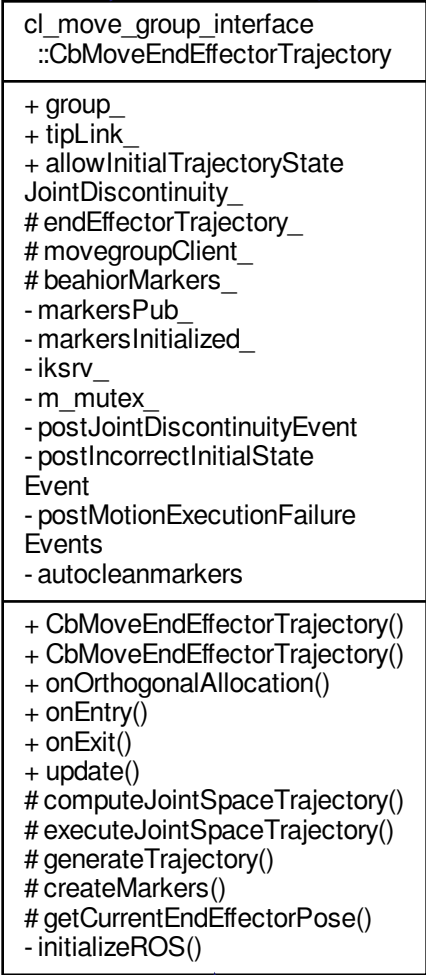 cl_move_group_interface
::CbMoveEndEffectorTrajectory
+ group_
+ tipLink_
+ allowInitialTrajectoryState
JointDiscontinuity_
# endEffectorTrajectory_
# movegroupClient_
# beahiorMarkers_
- markersPub_
- markersInitialized_
- iksrv_
- m_mutex_
- postJointDiscontinuityEvent
- postIncorrectInitialState
Event
- postMotionExecutionFailure
Events
- autocleanmarkers
+ CbMoveEndEffectorTrajectory()
+ CbMoveEndEffectorTrajectory()
+ onOrthogonalAllocation()
+ onEntry()
+ onExit()
+ update()
# computeJointSpaceTrajectory()
# executeJointSpaceTrajectory()
# generateTrajectory()
# createMarkers()
# getCurrentEndEffectorPose()
- initializeROS()